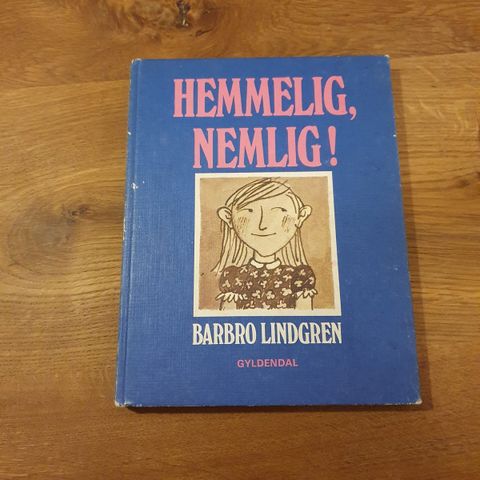 HEMMELIG,
NEMLIG!
BARBRO LINDGREN
GYLDENDAL